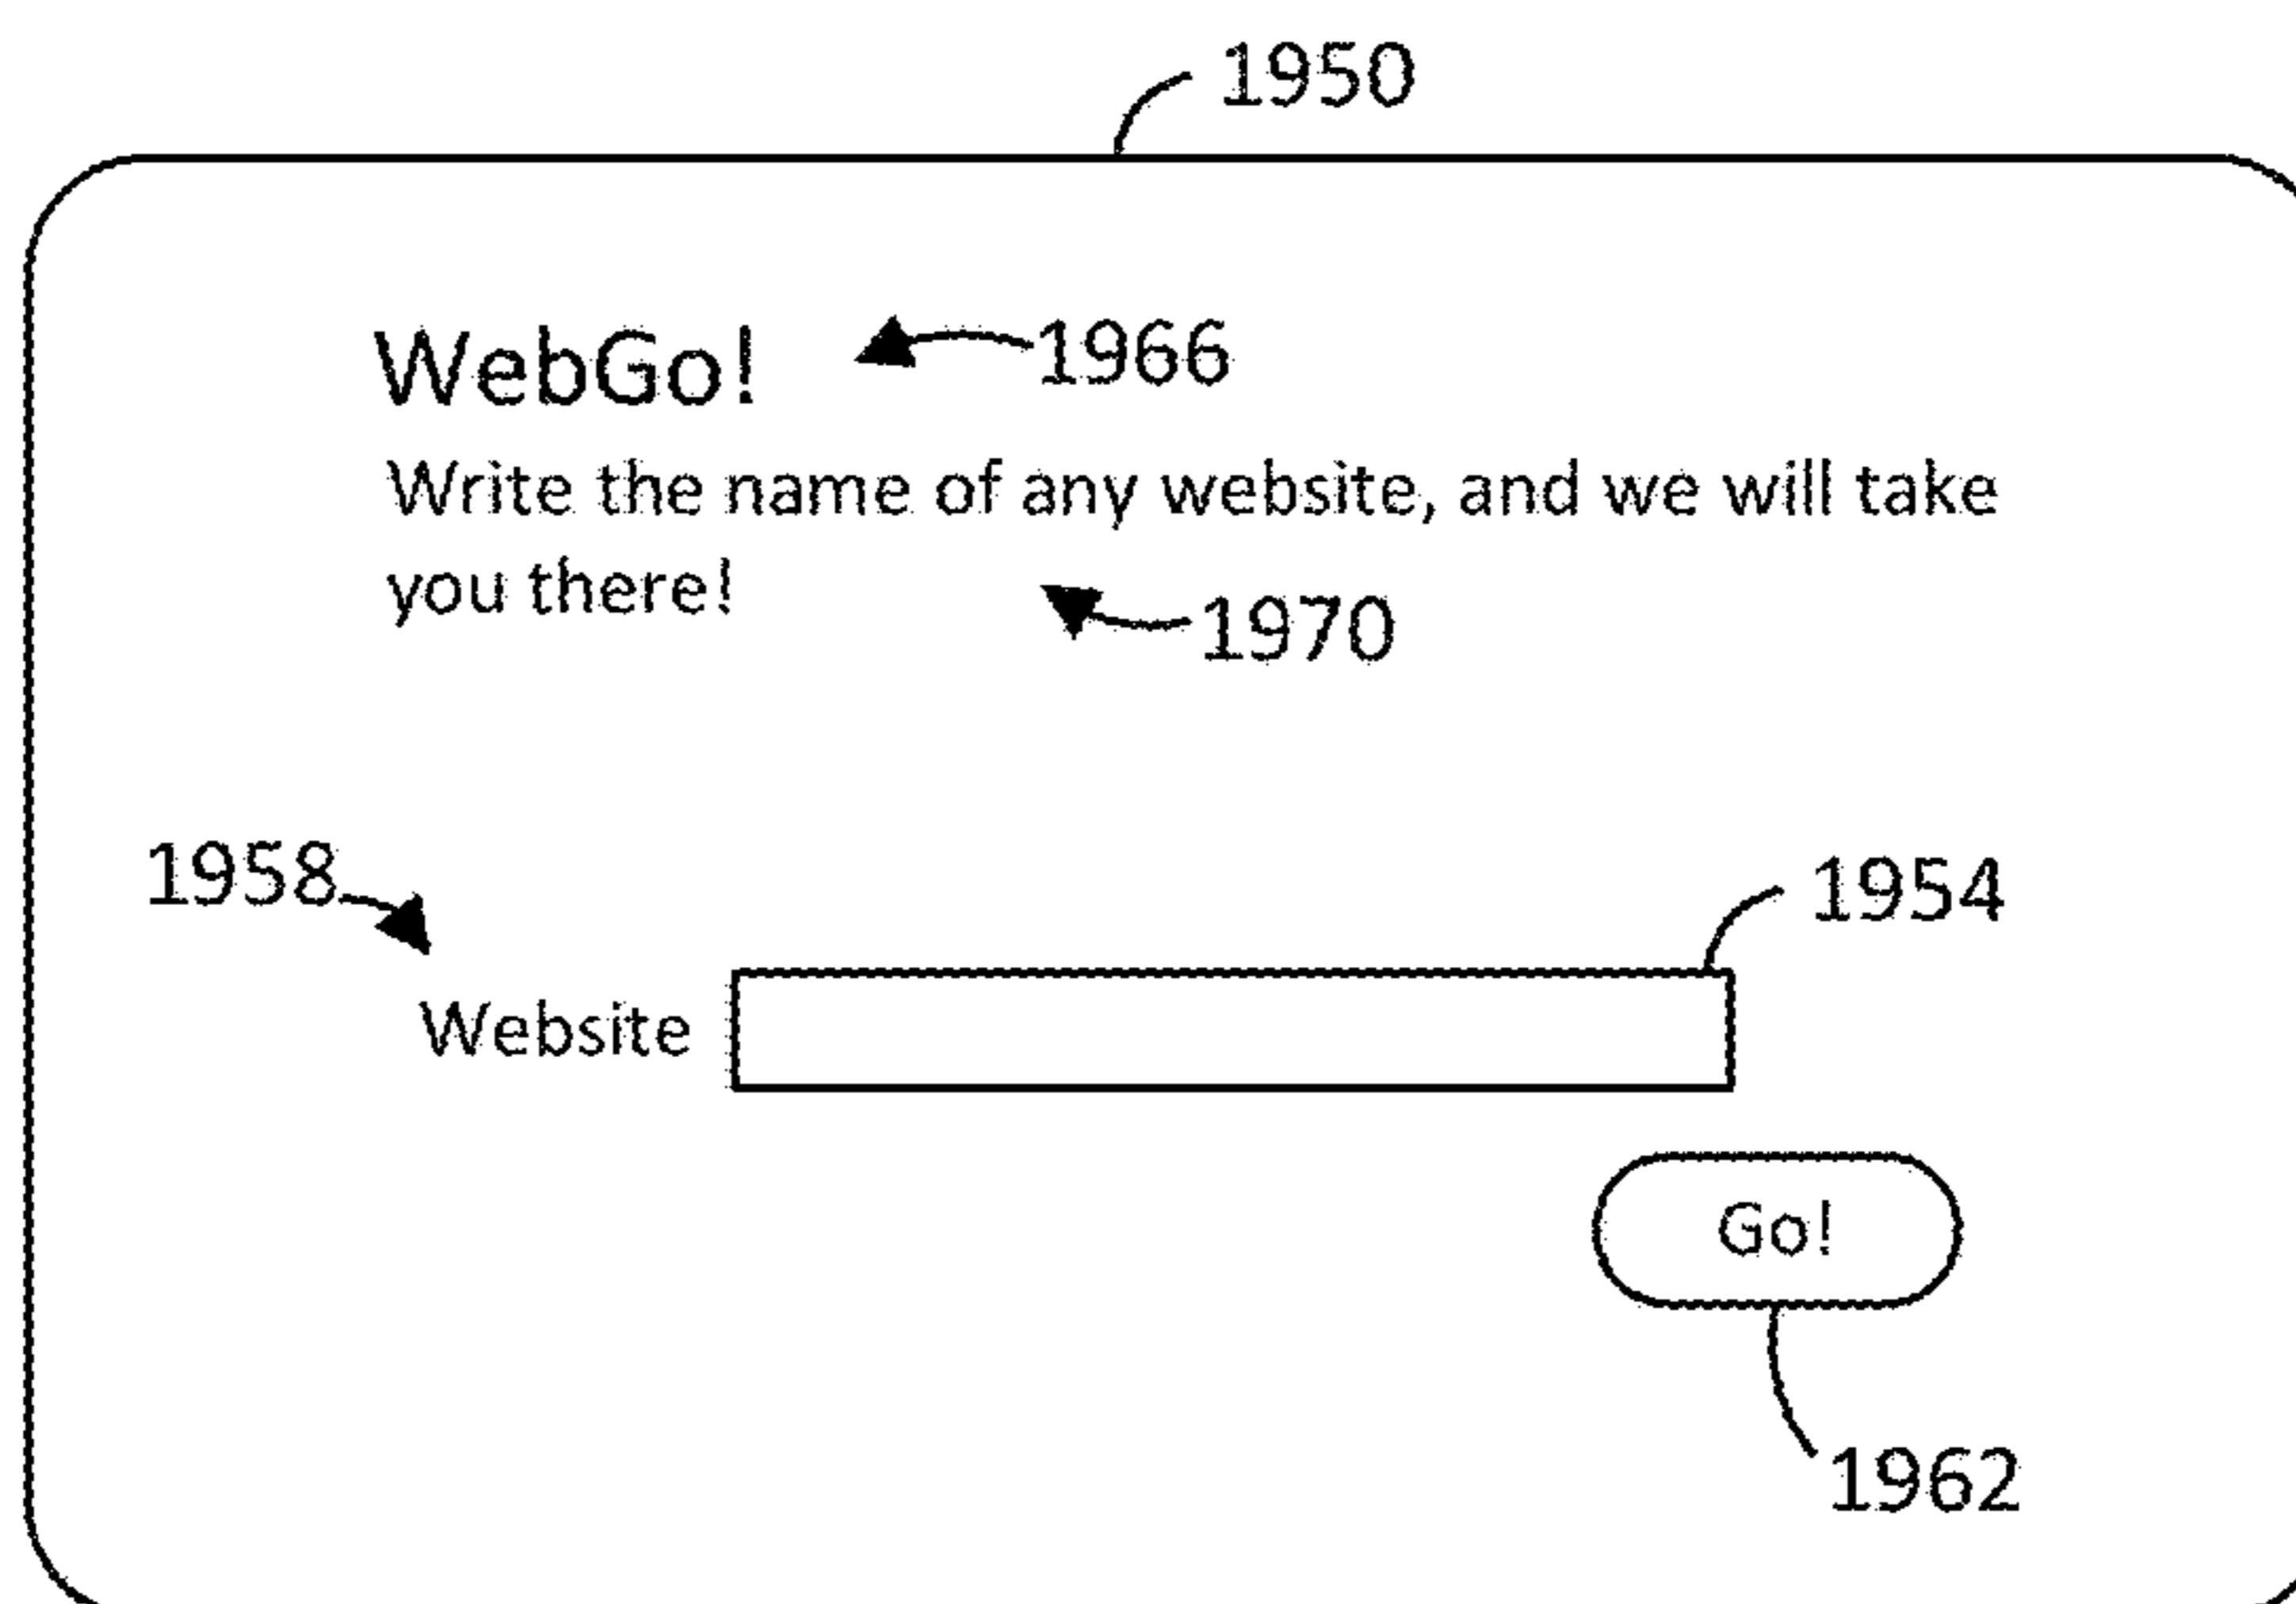 1950
WebGo!
1966
Write the name of any website, and we will take
you there!
1970
1958
1954
Website
Go!
1962